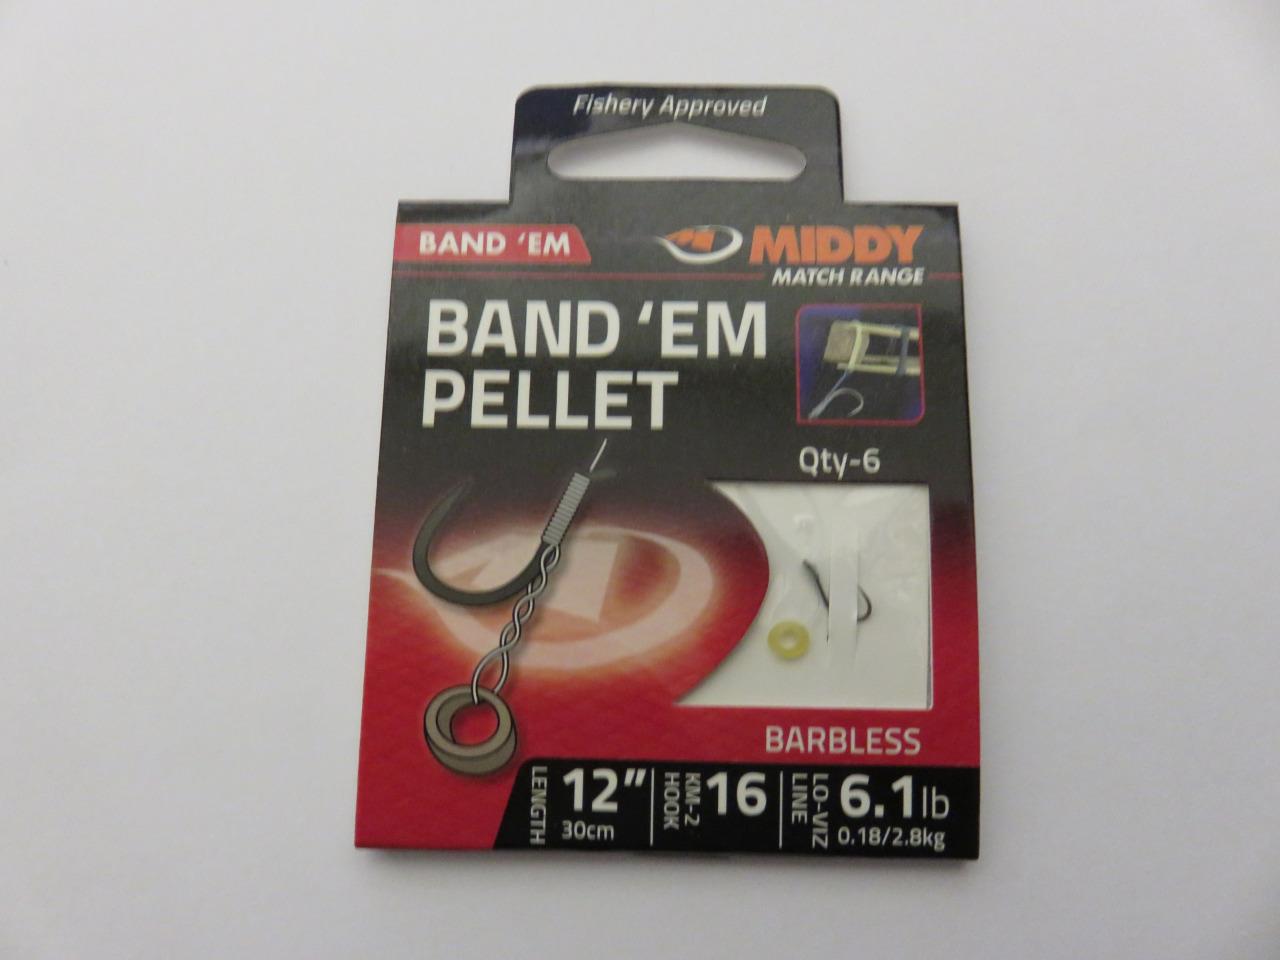 Fishery Approved
BAND 'EM
MIDDY
MATCH RANGE
BAND 'EM
PELLET
Qty-6
BARBLESS
LENGTH
12"
30cm
KM-2
HOOK
16
LO-VIZ
LINE
6.1lb
0.18/2.8kg